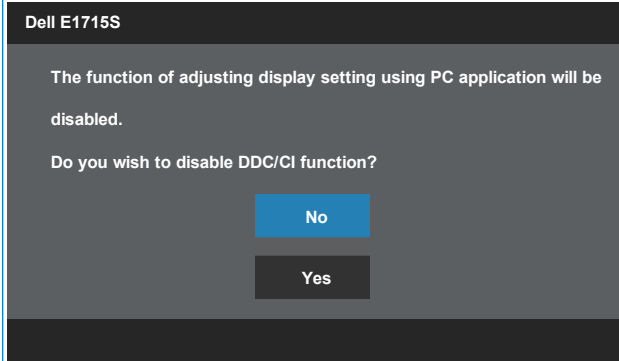 Dell E1715S
The function of adjusting display setting using PC application will be
disabled.
Do you wish to disable DDC/CI function?
No
Yes